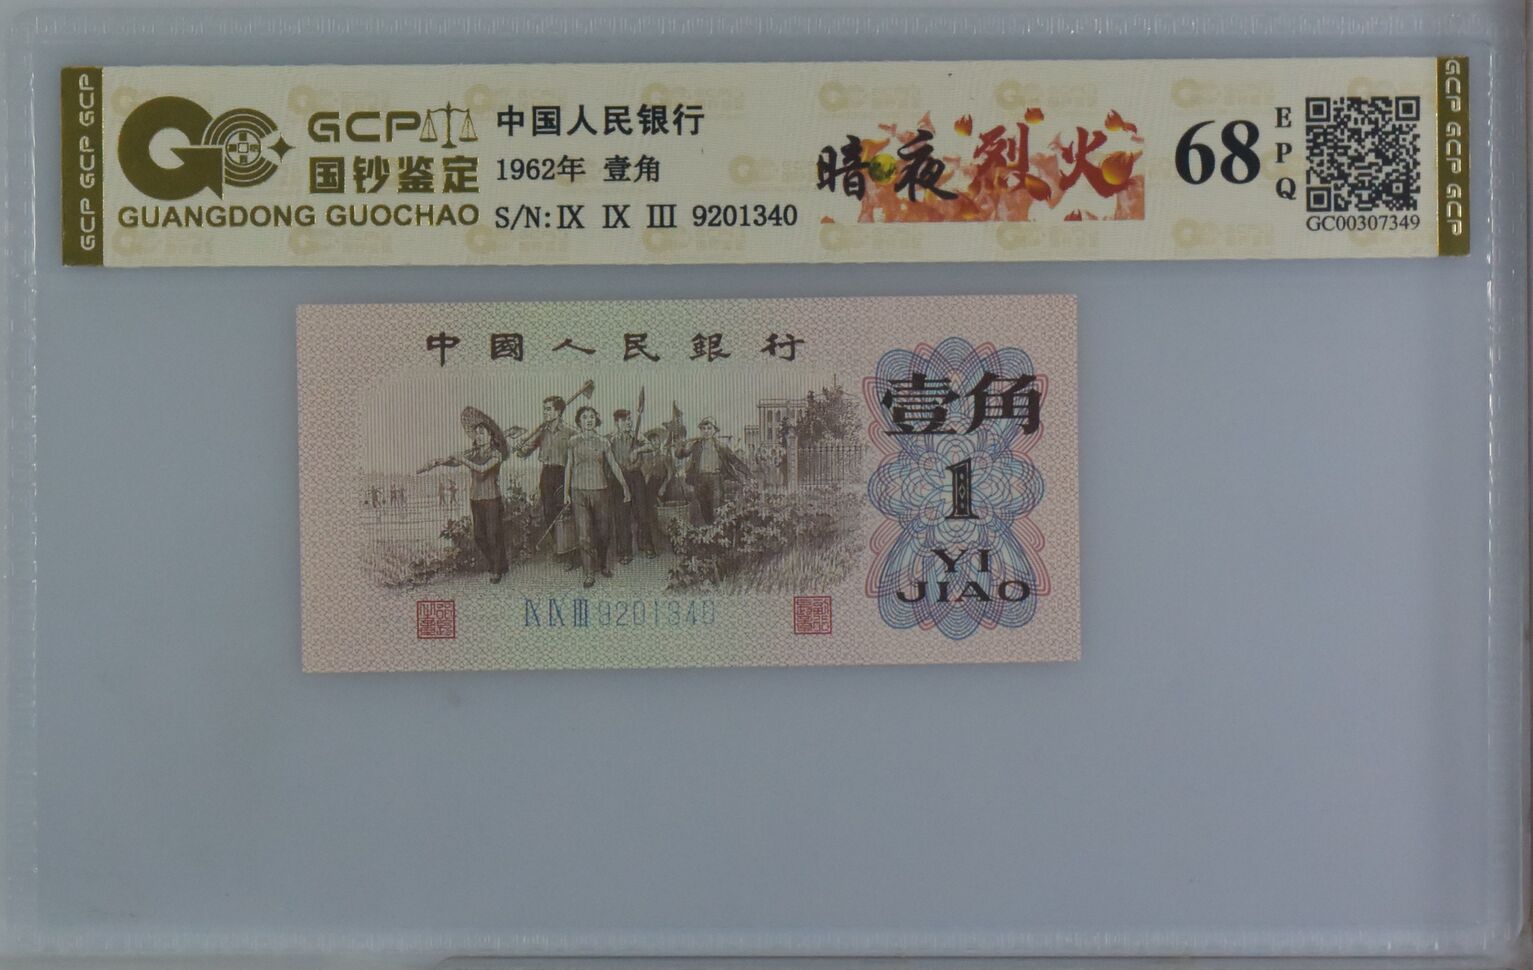 GCP GCP GCP
GCP
国钞鉴定
GUANGDONG GUOCHAO
中国人民银行
1962年 壹角
S/N: IX IX III 9201340
暗夜烈火
68
EPQ
GC00307349
GCP GCP GCP
中國人民銀行
壹角
1
YI
JIAO
IX IX III 9201340